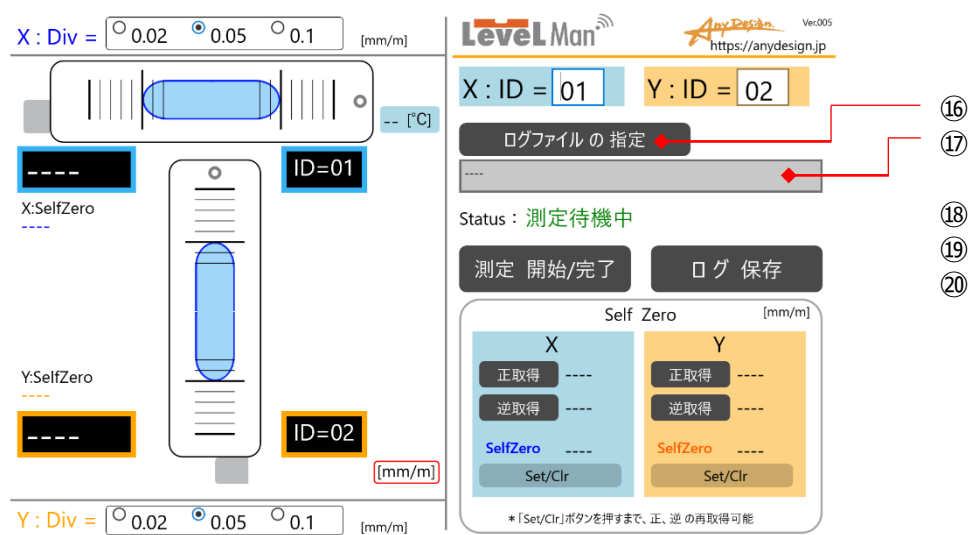 X : Div =
0.02
0.05
0.1
[mm/m]
-- [°C]
----
ID=01
X:SelfZero
----
Y:SelfZero
----
----
ID=02
[mm/m]
Y : Div =
0.02
0.05
0.1
[mm/m]
LeveL Man
AnyDesign
Ver.005
https://anydesign.jp
X : ID = 01
Y : ID = 02
ログファイル の 指定
----
Status : 測定待機中
測定 開始/完了
ログ 保存
Self Zero
[mm/m]
X
正取得 ----
逆取得 ----
SelfZero ----
Set/Clr
Y
正取得 ----
逆取得 ----
SelfZero ----
Set/Clr
*「Set/Clr」ボタンを押すまで、正、逆 の再取得可能
⑯
⑰
⑱
⑲
⑳